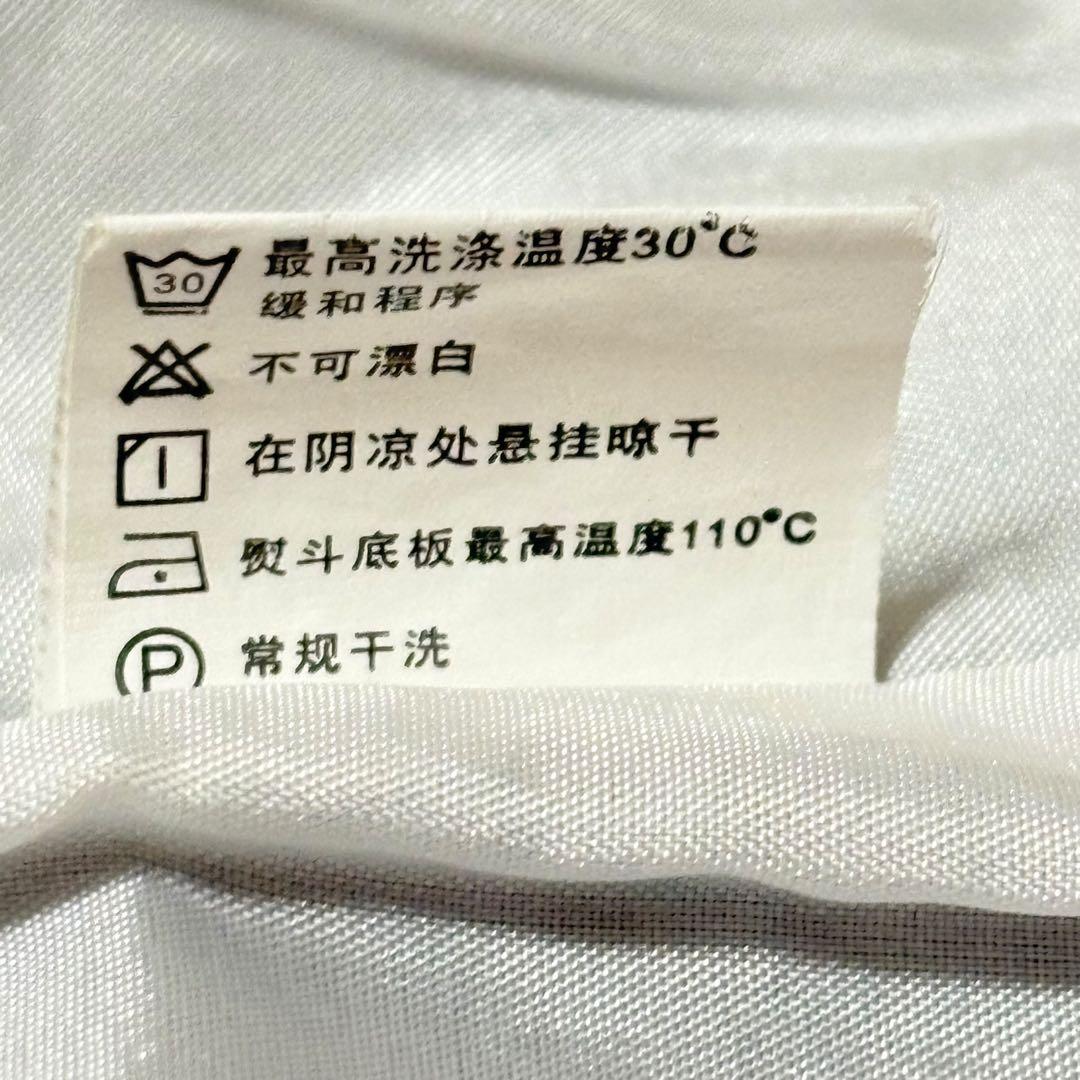 30 最高洗涤温度30°C
缓和程序
不可漂白
在阴凉处悬挂晾干
熨斗底板最高温度110°C
P 常规干洗